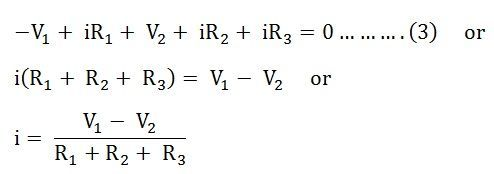 −V₁ + iR₁ + V₂ + iR₂ + iR₃ = 0 … … … . (3) or
i(R₁ + R₂ + R₃) = V₁ − V₂ or
i = (V₁ − V₂) / (R₁ + R₂ + R₃)